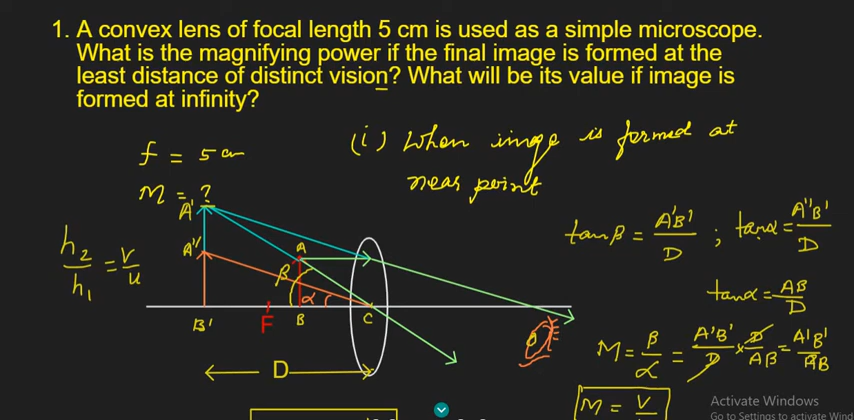 1. A convex lens of focal length 5 cm is used as a simple microscope.
What is the magnifying power if the final image is formed at the
least distance of distinct vision? What will be its value if image is
formed at infinity?
(i) When image is formed at
near point
f = 5 cm
M = ?
h₂/h₁ = v/u
A'
A''
A
β
α
B'
F
B
C
D
tanβ = A'B'/D ; tanα = A''B'/D
tanα = AB/D
M = β/α = A'B'/D × D/AB = A'B'/AB
M = v/
Activate Windows
Go to Settings to activate Wind